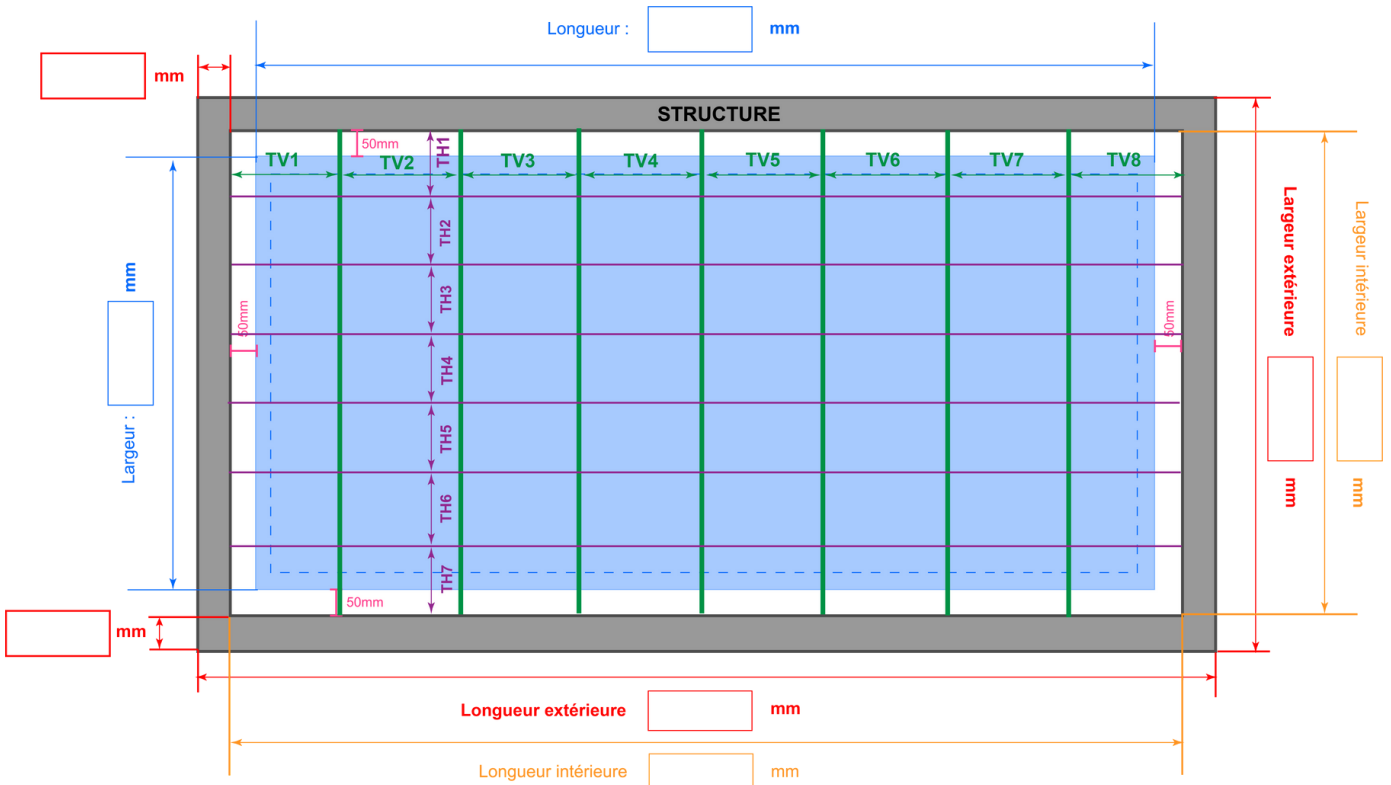 Longueur :
mm
mm
STRUCTURE
50mm
TH1
TV1
TV2
TV3
TV4
TV5
TV6
TV7
TV8
TH2
TH3
TH4
TH5
TH6
TH7
50mm
50mm
50mm
mm
Largeur :
Largeur extérieure
mm
Largeur intérieure
mm
mm
Longueur extérieure
mm
Longueur intérieure
mm